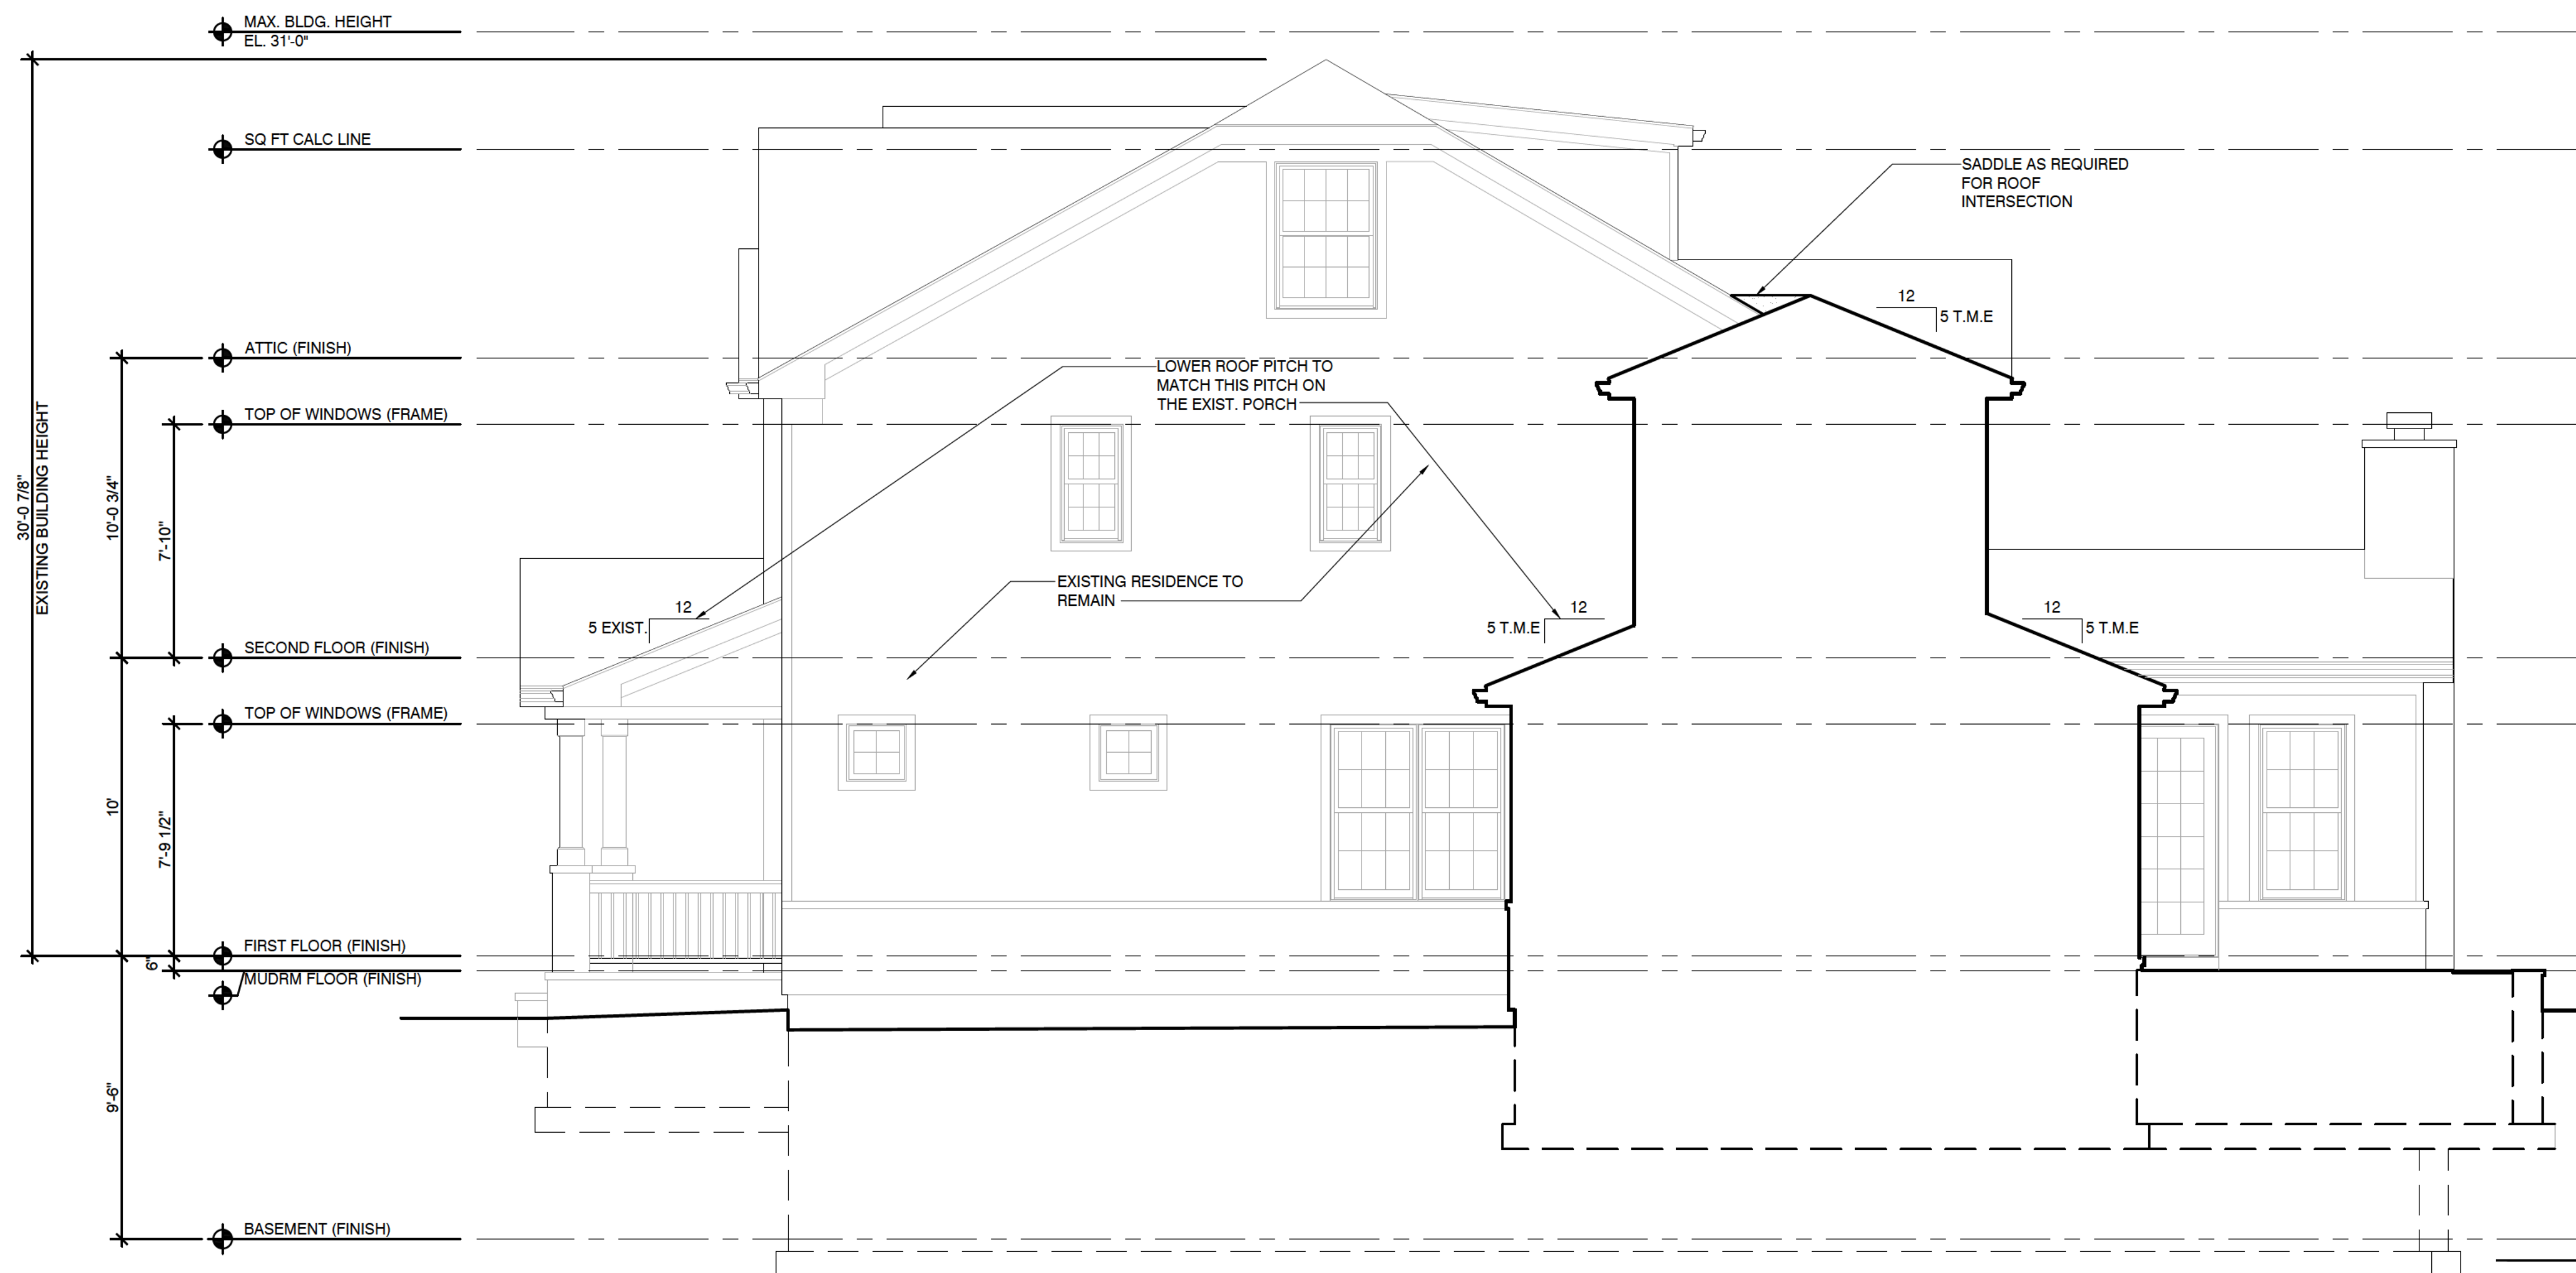 MAX. BLDG. HEIGHT
EL. 31'-0"
SQ FT CALC LINE
SADDLE AS REQUIRED
FOR ROOF
INTERSECTION
12
5 T.M.E
ATTIC (FINISH)
LOWER ROOF PITCH TO
MATCH THIS PITCH ON
THE EXIST. PORCH
TOP OF WINDOWS (FRAME)
30'-0 7/8"
EXISTING BUILDING HEIGHT
10'-0 3/4"
7'-10"
EXISTING RESIDENCE TO
REMAIN
12
5 EXIST.
12
5 T.M.E
12
5 T.M.E
SECOND FLOOR (FINISH)
TOP OF WINDOWS (FRAME)
10'
7'-9 1/2"
FIRST FLOOR (FINISH)
6"
MUDRM FLOOR (FINISH)
9'-6"
BASEMENT (FINISH)